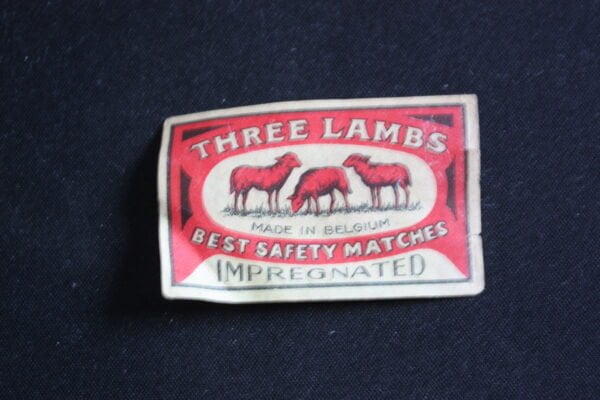 THREE LAMBS
MADE IN BELGIUM
BEST SAFETY MATCHES
IMPREGNATED